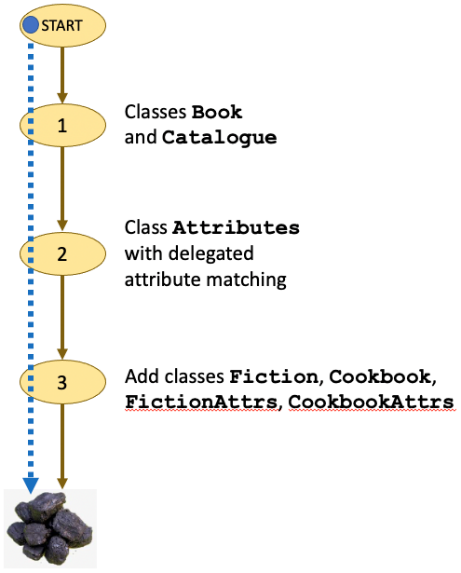 START
1
Classes Book
and Catalogue
2
Class Attributes
with delegated
attribute matching
3
Add classes Fiction, Cookbook,
FictionAttrs, CookbookAttrs